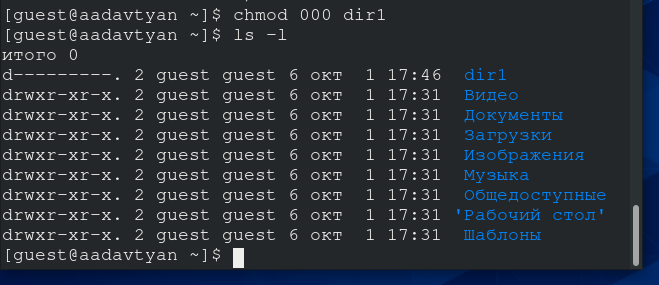 [guest@aadavtyan ~]$ chmod 000 dir1
[guest@aadavtyan ~]$ ls -l
итого 0
d---------. 2 guest guest 6 окт  1 17:46  dir1
drwxr-xr-x. 2 guest guest 6 окт  1 17:31  Видео
drwxr-xr-x. 2 guest guest 6 окт  1 17:31  Документы
drwxr-xr-x. 2 guest guest 6 окт  1 17:31  Загрузки
drwxr-xr-x. 2 guest guest 6 окт  1 17:31  Изображения
drwxr-xr-x. 2 guest guest 6 окт  1 17:31  Музыка
drwxr-xr-x. 2 guest guest 6 окт  1 17:31  Общедоступные
drwxr-xr-x. 2 guest guest 6 окт  1 17:31 'Рабочий стол'
drwxr-xr-x. 2 guest guest 6 окт  1 17:31  Шаблоны
[guest@aadavtyan ~]$